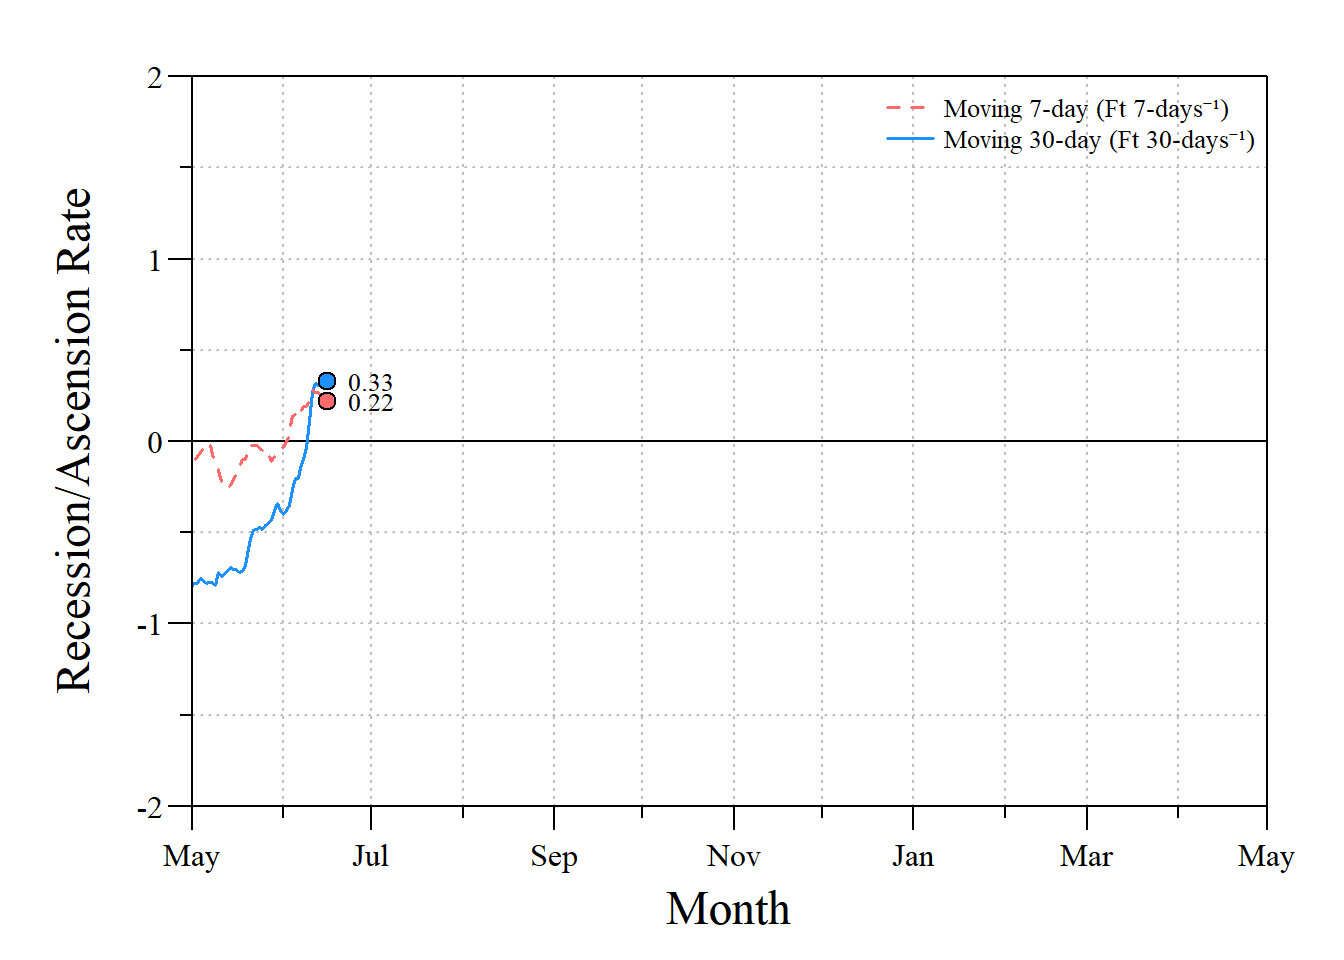 Moving 7-day (Ft 7-days⁻¹)
Moving 30-day (Ft 30-days⁻¹)
Recession/Ascension Rate
2
1
0
-1
-2
0.33
0.22
May Jul Sep Nov Jan Mar May
Month